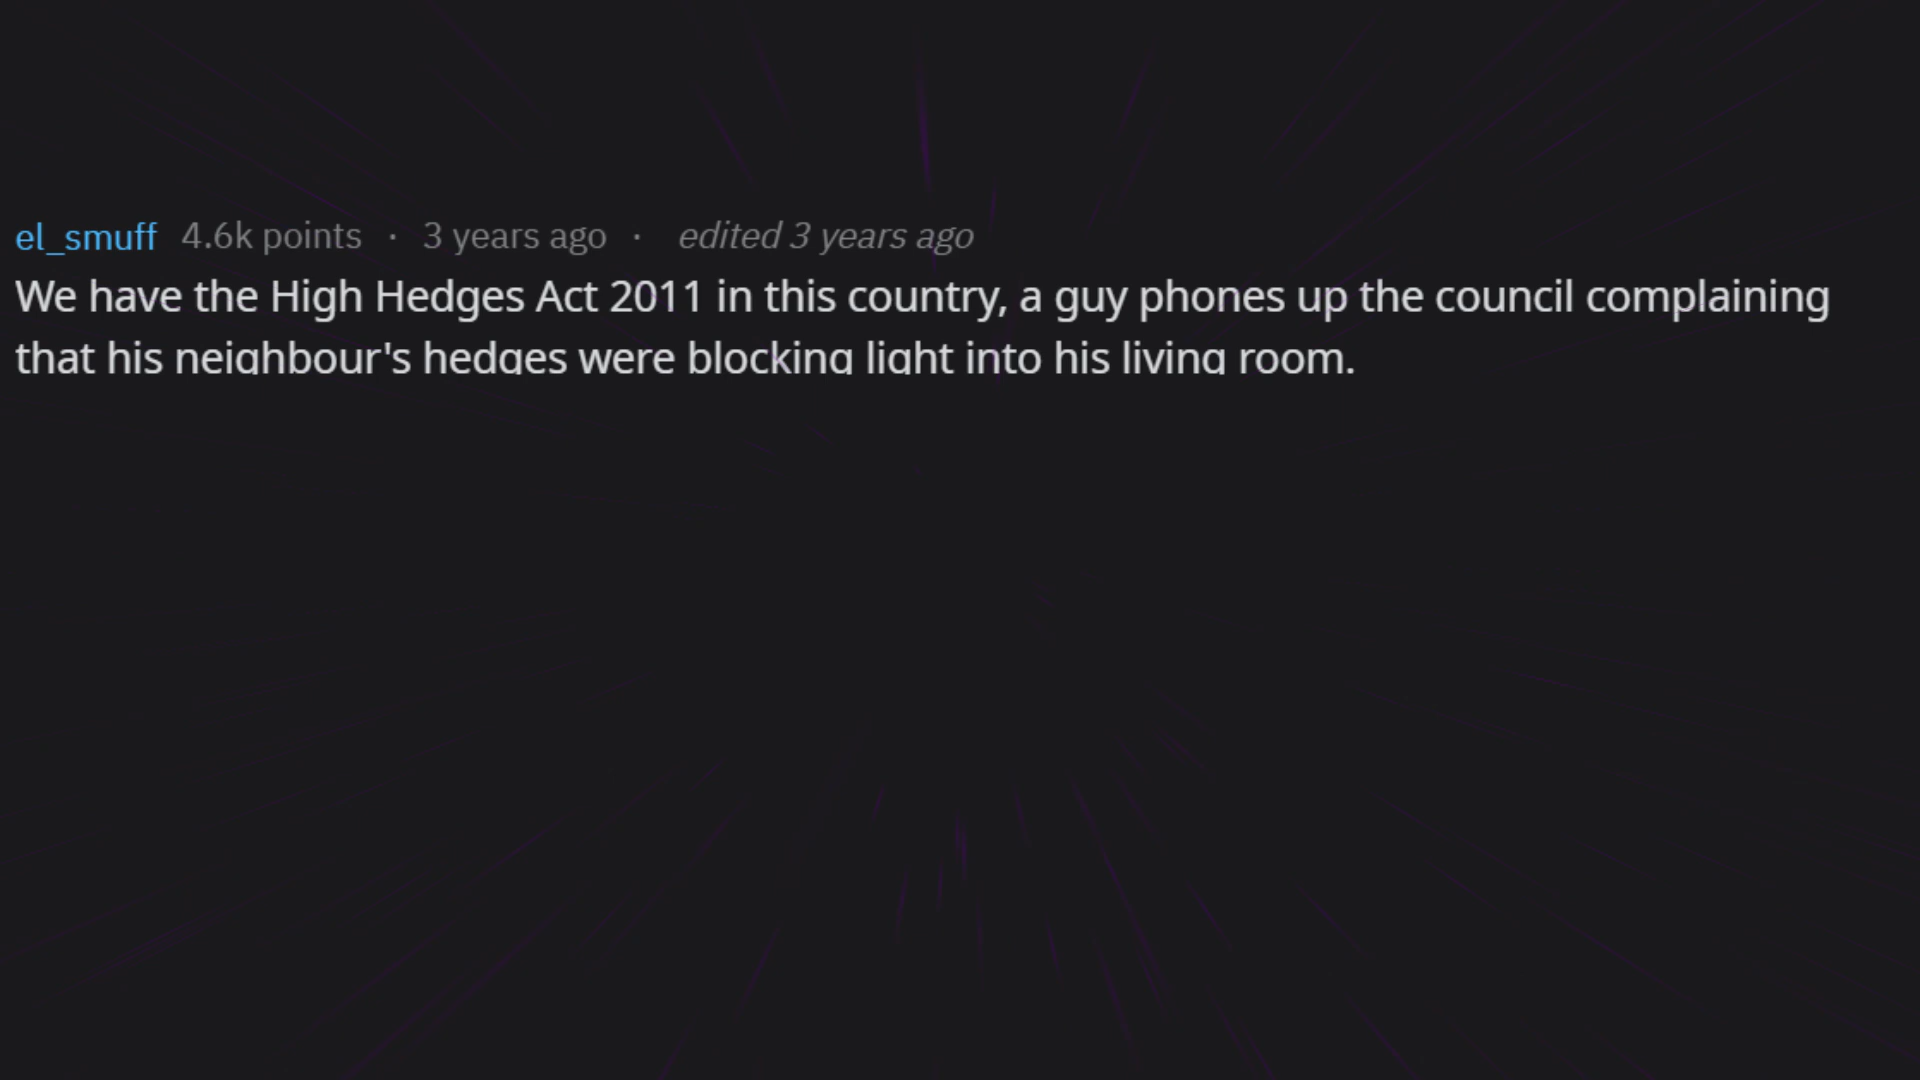 el_smuff 4.6k points · 3 years ago · edited 3 years ago
We have the High Hedges Act 2011 in this country, a guy phones up the council complaining
that his neighbour's hedges were blocking light into his living room.